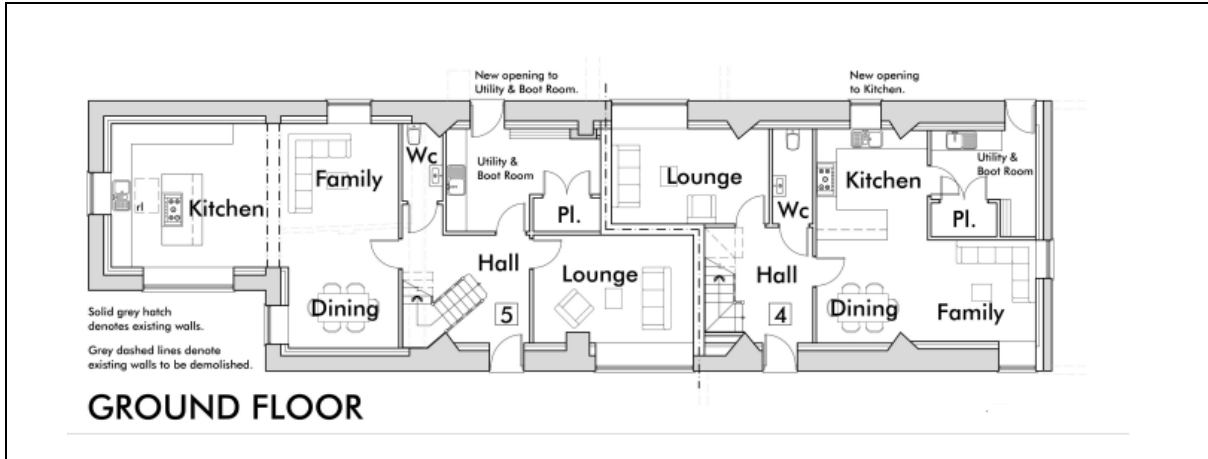 New opening to
Utility & Boot Room.
New opening
to Kitchen.
Wc
Utility &
Boot Room
Family
Kitchen
Pl.
Lounge
Wc
Kitchen
Utility &
Boot Room
Pl.
Hall
Lounge
Hall
Dining
5
4
Dining
Family
rl
Solid grey hatch
denotes existing walls.
Grey dashed lines denote
existing walls to be demolished.
GROUND FLOOR